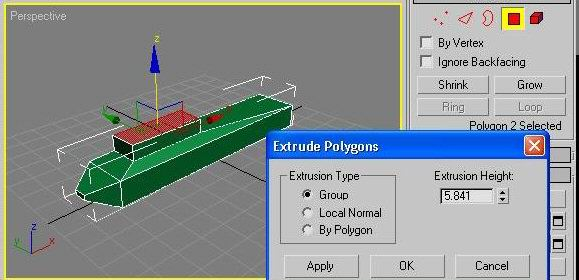 Perspective
z
z
y
x
By Vertex
Ignore Backfacing
Shrink
Grow
Ring
Loop
Polygon 2 Selected
Extrude Polygons
Extrusion Type
Group
Local Normal
By Polygon
Extrusion Height:
5.841
Apply
OK
Cancel